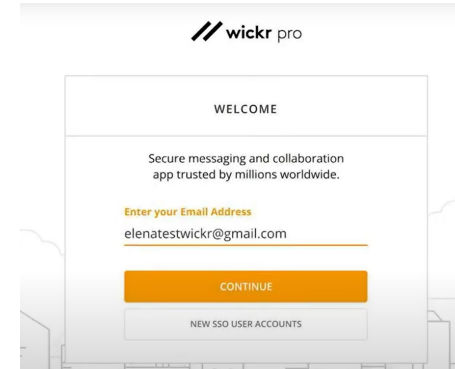 wickr pro
WELCOME
Secure messaging and collaboration
app trusted by millions worldwide.
Enter your Email Address
elenatestwickr@gmail.com
CONTINUE
NEW SSO USER ACCOUNTS